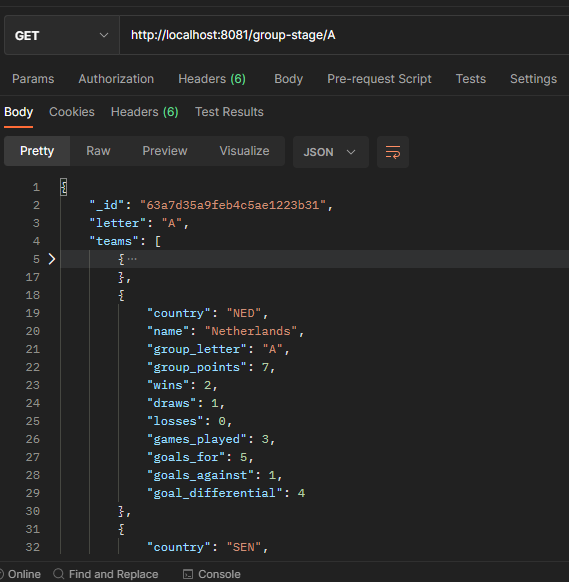 GET http://localhost:8081/group-stage/A
Params Authorization Headers (6) Body Pre-request Script Tests Settings
Body Cookies Headers (6) Test Results
Pretty Raw Preview Visualize JSON
1 {
2 "_id": "63a7d35a9feb4c5ae1223b31",
3 "letter": "A",
4 "teams": [
5 { ···
17 },
18 {
19 "country": "NED",
20 "name": "Netherlands",
21 "group_letter": "A",
22 "group_points": 7,
23 "wins": 2,
24 "draws": 1,
25 "losses": 0,
26 "games_played": 3,
27 "goals_for": 5,
28 "goals_against": 1,
29 "goal_differential": 4
30 },
31 {
32 "country": "SEN",
Online Find and Replace Console